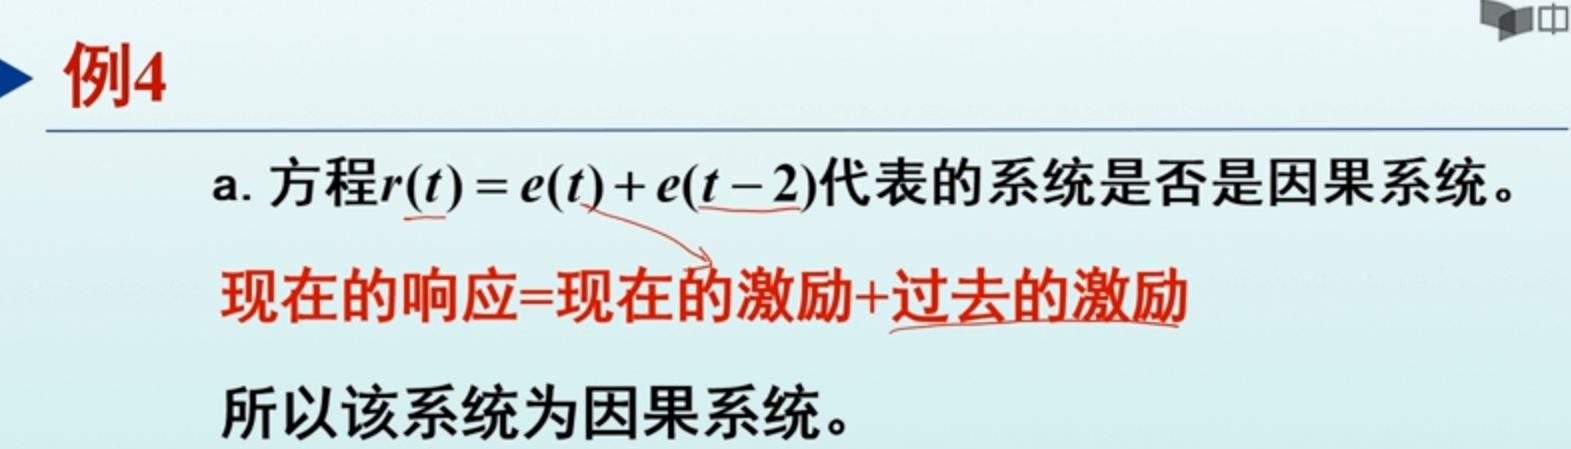 例4
a. 方程r(t) = e(t) + e(t − 2)代表的系统是否是因果系统。
现在的响应=现在的激励+过去的激励
所以该系统为因果系统。